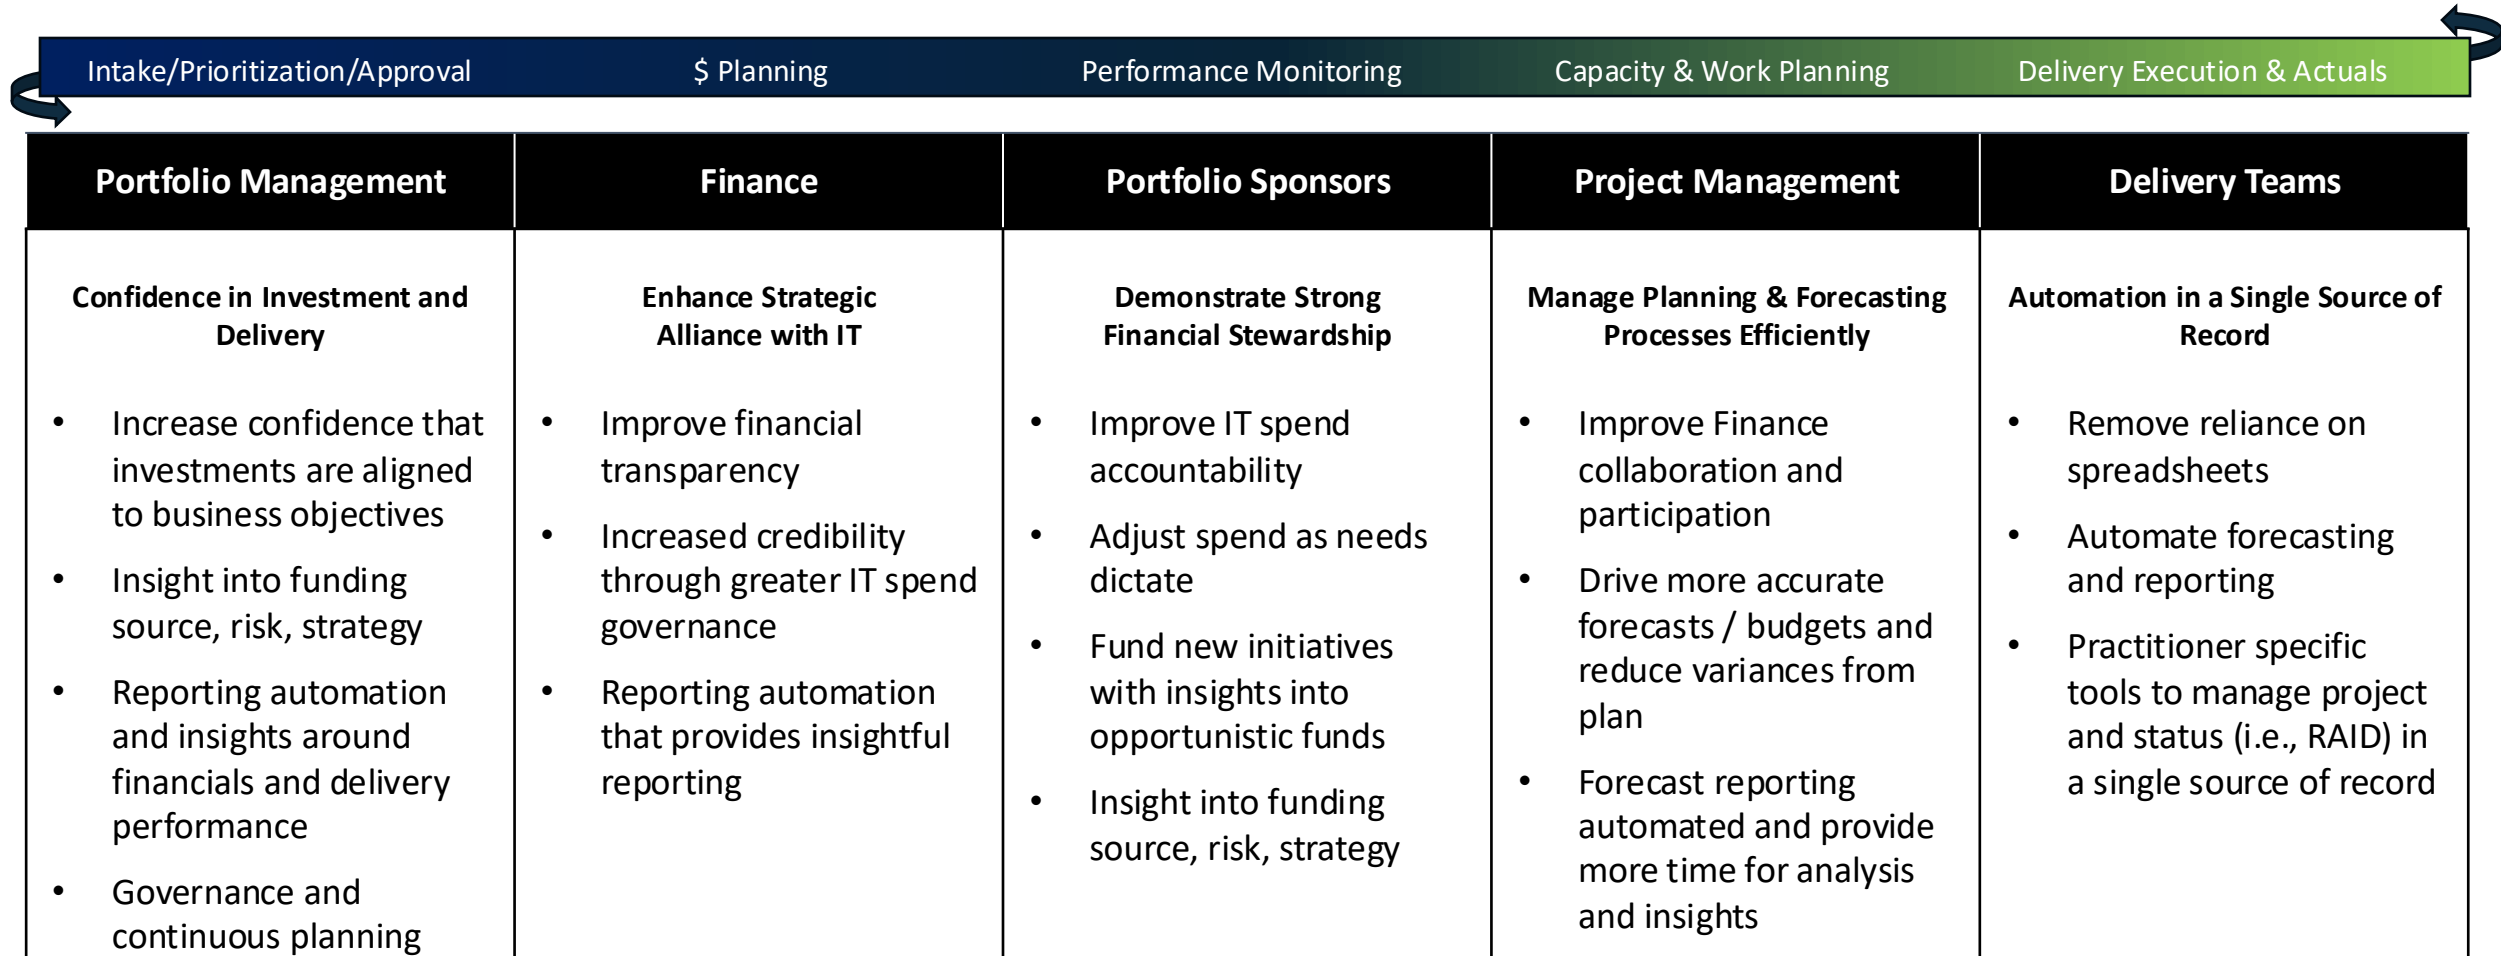 Intake/Prioritization/Approval
$ Planning
Performance Monitoring
Capacity & Work Planning
Delivery Execution & Actuals
Portfolio Management
Finance
Portfolio Sponsors
Project Management
Delivery Teams
Confidence in Investment and
Delivery
• Increase confidence that
investments are aligned
to business objectives
• Insight into funding
source, risk, strategy
• Reporting automation
and insights around
financials and delivery
performance
• Governance and
continuous planning
Enhance Strategic
Alliance with IT
• Improve financial
transparency
• Increased credibility
through greater IT spend
governance
• Reporting automation
that provides insightful
reporting
Demonstrate Strong
Financial Stewardship
• Improve IT spend
accountability
• Adjust spend as needs
dictate
• Fund new initiatives
with insights into
opportunistic funds
• Insight into funding
source, risk, strategy
Manage Planning & Forecasting
Processes Efficiently
• Improve Finance
collaboration and
participation
• Drive more accurate
forecasts / budgets and
reduce variances from
plan
• Forecast reporting
automated and provide
more time for analysis
and insights
Automation in a Single Source of
Record
• Remove reliance on
spreadsheets
• Automate forecasting
and reporting
• Practitioner specific
tools to manage project
and status (i.e., RAID) in
a single source of record